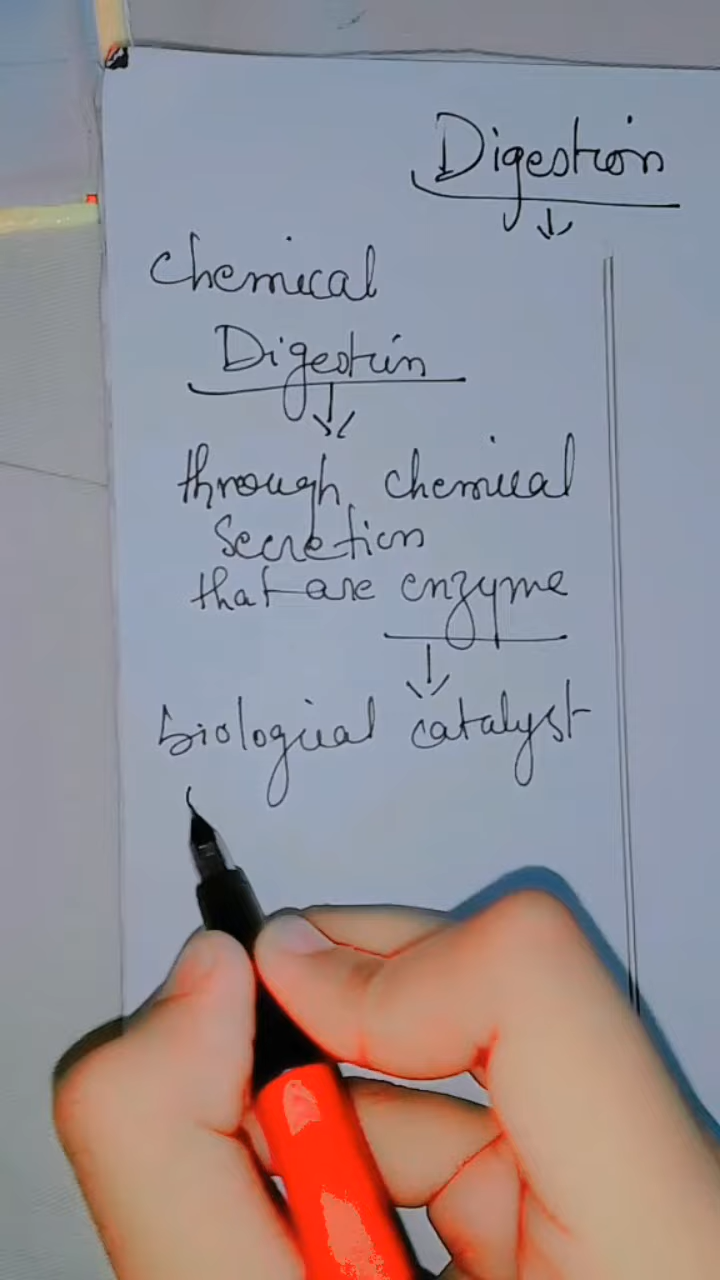 Digestion
Chemical
Digestion
through chemical
Secretion
that are enzyme
biological catalyst